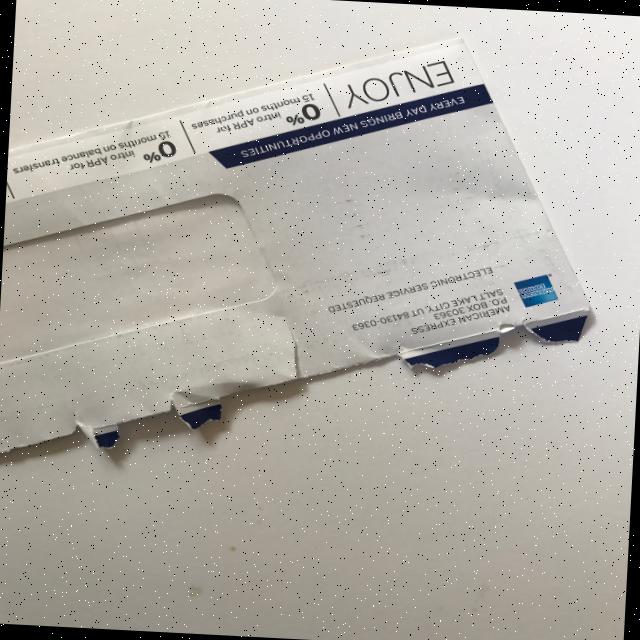 AMERICAN EXPRESS
P.O. BOX 30363
SALT LAKE CITY, UT 84130-0363
ELECTRONIC SERVICE REQUESTED
EVERY DAY BRINGS NEW OPPORTUNITIES
ENJOY
0% intro APR for
15 months on purchases
0% intro APR for
15 months on balance transfers